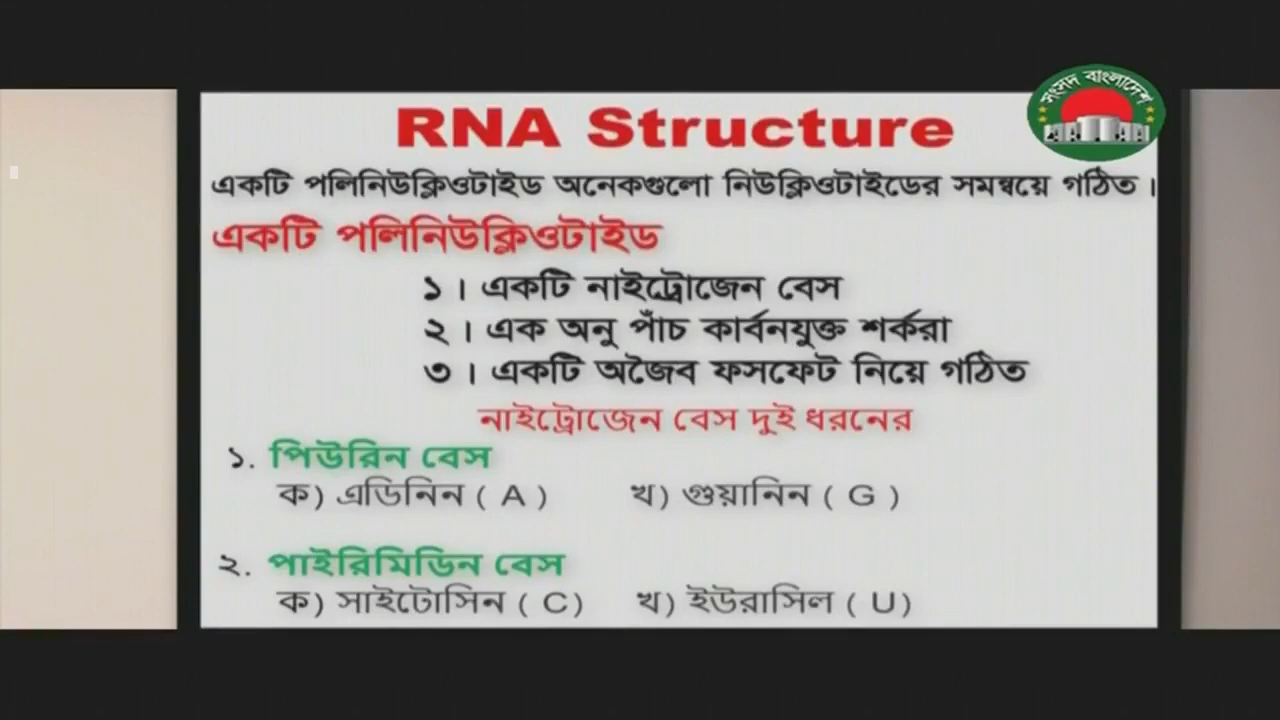 সংসদ বাংলাদেশ
RNA Structure
একটি পলিনিউক্লিওটাইড অনেকগুলো নিউক্লিওটাইডের সমন্বয়ে গঠিত।
একটি পলিনিউক্লিওটাইড
১। একটি নাইট্রোজেন বেস
২। এক অনু পাঁচ কার্বনযুক্ত শর্করা
৩। একটি অজৈব ফসফেট নিয়ে গঠিত
নাইট্রোজেন বেস দুই ধরনের
১. পিউরিন বেস
ক) এডিনিন ( A ) খ) গুয়ানিন ( G )
২. পাইরিমিডিন বেস
ক) সাইটোসিন ( C) খ) ইউরাসিল ( U)